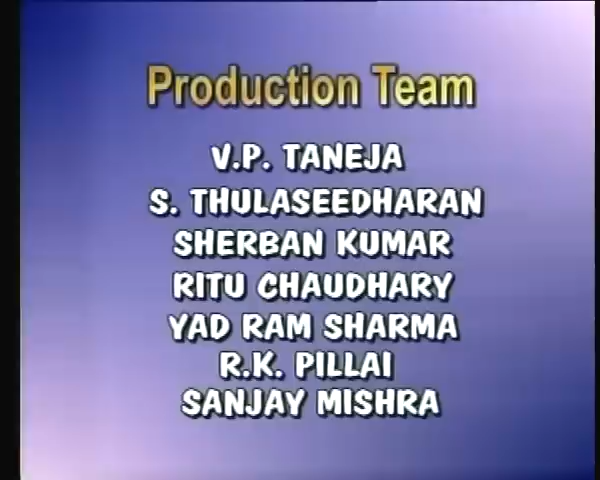 Production Team
V.P. TANEJA
S. THULASEEDHARAN
SHERBAN KUMAR
RITU CHAUDHARY
YAD RAM SHARMA
R.K. PILLAI
SANJAY MISHRA